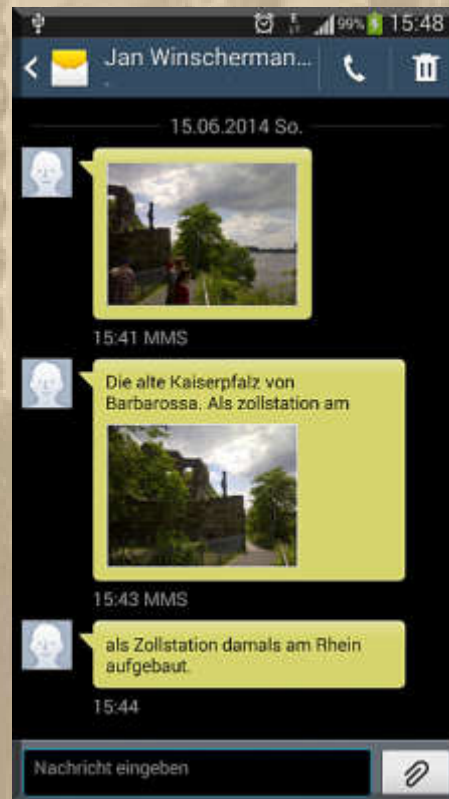 99% 15:48
Jan Winscherman...
15.06.2014 So.
15:41 MMS
Die alte Kaiserpfalz von
Barbarossa. Als zollstation am
15:43 MMS
als Zollstation damals am Rhein
aufgebaut.
15:44
Nachricht eingeben